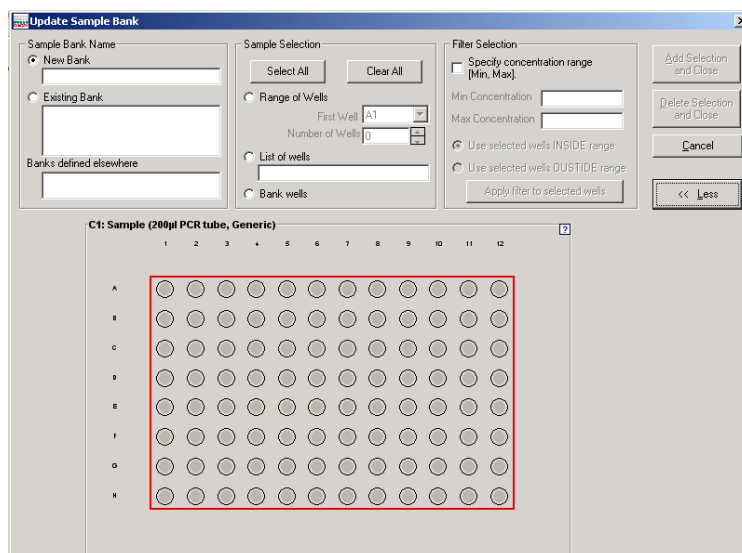 Update Sample Bank
Sample Bank Name
New Bank
Existing Bank
Banks defined elsewhere
Sample Selection
Select All
Clear All
Range of Wells
First Well
A1
Number of Wells
0
List of wells
Bank wells
Filter Selection
Specify concentration range
[Min, Max].
Min Concentration
Max Concentration
Use selected wells INSIDE range
Use selected wells OUSTIDE range
Apply filter to selected wells
Add Selection
and Close
Delete Selection
and Close
Cancel
<< Less
C1: Sample (200µl PCR tube, Generic)
?
1 2 3 4 5 6 7 8 9 10 11 12
A
B
C
D
E
F
G
H